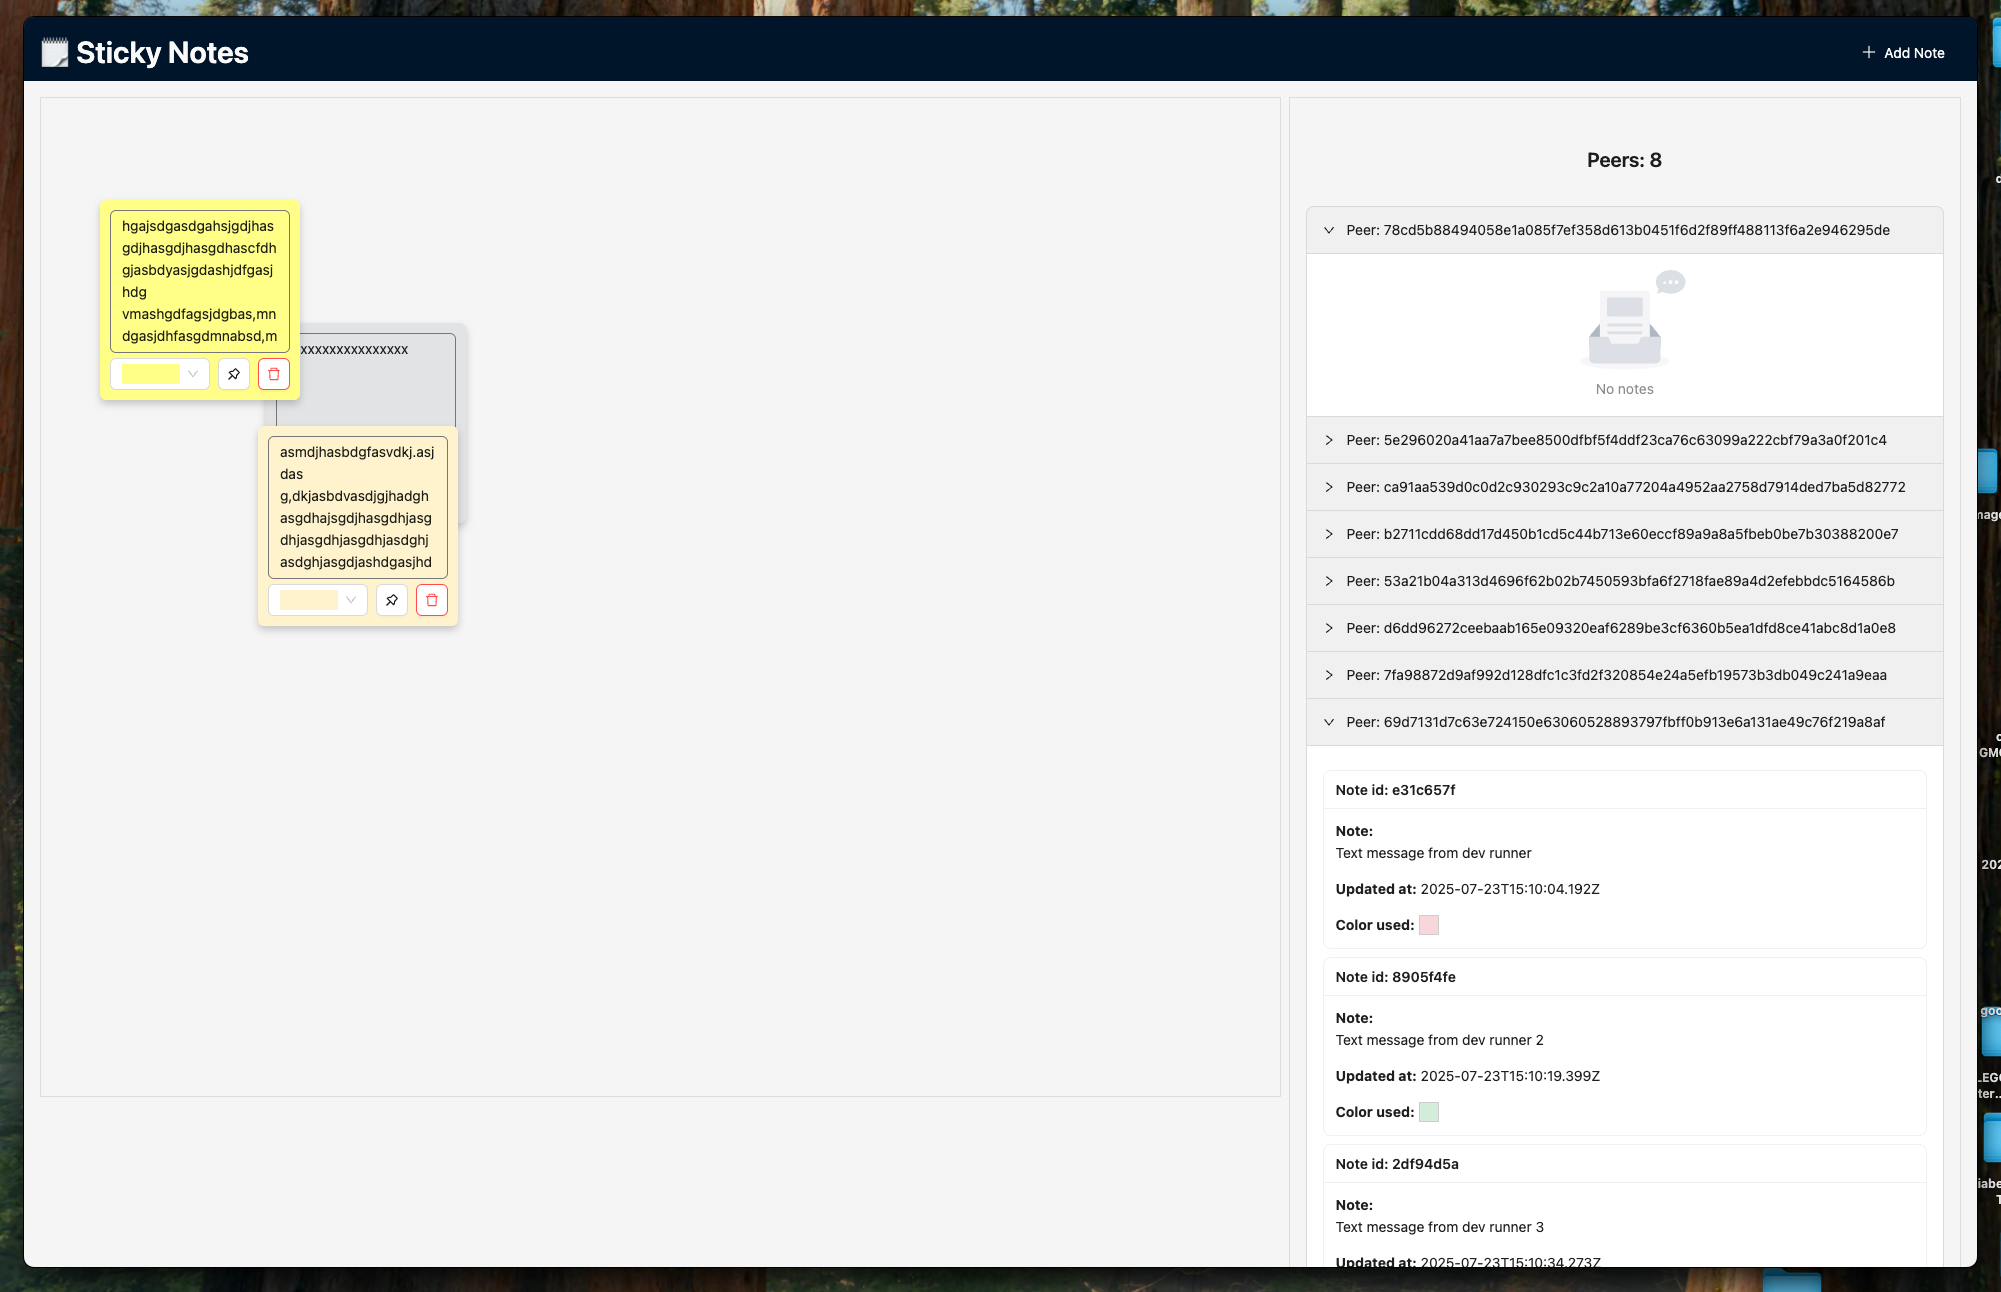 Sticky Notes
Add Note
hgajsdgasdgahsjgdjhas
gdjhasgdjhasgdhascfdh
gjasbdyasjgdashjdfgasj
hdg
vmashgdfagsjdgbas,mn
dgasjdhfasgdmnabsd,m
xxxxxxxxxxxxxxx
asmdjhasbdgfasvdkj.asj
das
g,dkjasbdvasdjgjhadgh
asgdhajsgdjhasgdhjasg
dhjasgdhjasgdhjasdghj
asdghjasgdjashdgasjhd
Peers: 8
Peer: 78cd5b88494058e1a085f7ef358d613b0451f6d2f89ff488113f6a2e946295de
No notes
Peer: 5e296020a41aa7a7bee8500dfbf5f4ddf23ca76c63099a222cbf79a3a0f201c4
Peer: ca91aa539d0c0d2c930293c9c2a10a77204a4952aa2758d7914ded7ba5d82772
Peer: b2711cdd68dd17d450b1cd5c44b713e60eccf89a9a8a5fbeb0be7b30388200e7
Peer: 53a21b04a313d4696f62b02b7450593bfa6f2718fae89a4d2efebbdc5164586b
Peer: d6dd96272ceebaab165e09320eaf6289be3cf6360b5ea1dfd8ce41abc8d1a0e8
Peer: 7fa98872d9af992d128dfc1c3fd2f320854e24a5efb19573b3db049c241a9eaa
Peer: 69d7131d7c63e724150e63060528893797fbff0b913e6a131ae49c76f219a8af
Note id: e31c657f
Note:
Text message from dev runner
Updated at: 2025-07-23T15:10:04.192Z
Color used:
Note id: 8905f4fe
Note:
Text message from dev runner 2
Updated at: 2025-07-23T15:10:19.399Z
Color used:
Note id: 2df94d5a
Note:
Text message from dev runner 3
Updated at: 2025-07-23T15:10:34.273Z